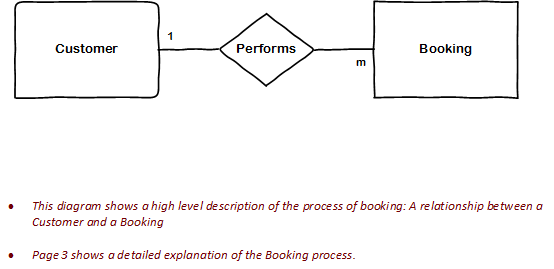 Customer
1
Performs
m
Booking
• This diagram shows a high level description of the process of booking: A relationship between a
Customer and a Booking
• Page 3 shows a detailed explanation of the Booking process.